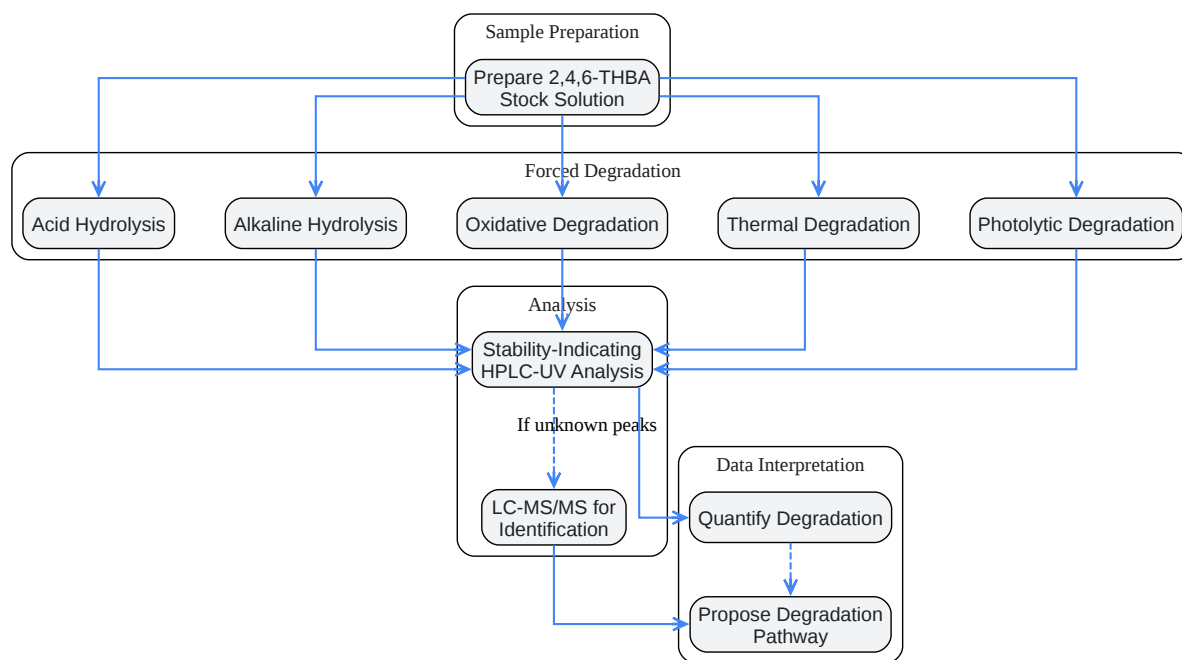 Sample Preparation
Prepare 2,4,6-THBA
Stock Solution
Forced Degradation
Acid Hydrolysis
Alkaline Hydrolysis
Oxidative Degradation
Thermal Degradation
Photolytic Degradation
Analysis
Stability-Indicating
HPLC-UV Analysis
If unknown peaks
LC-MS/MS for
Identification
Data Interpretation
Quantify Degradation
Propose Degradation
Pathway